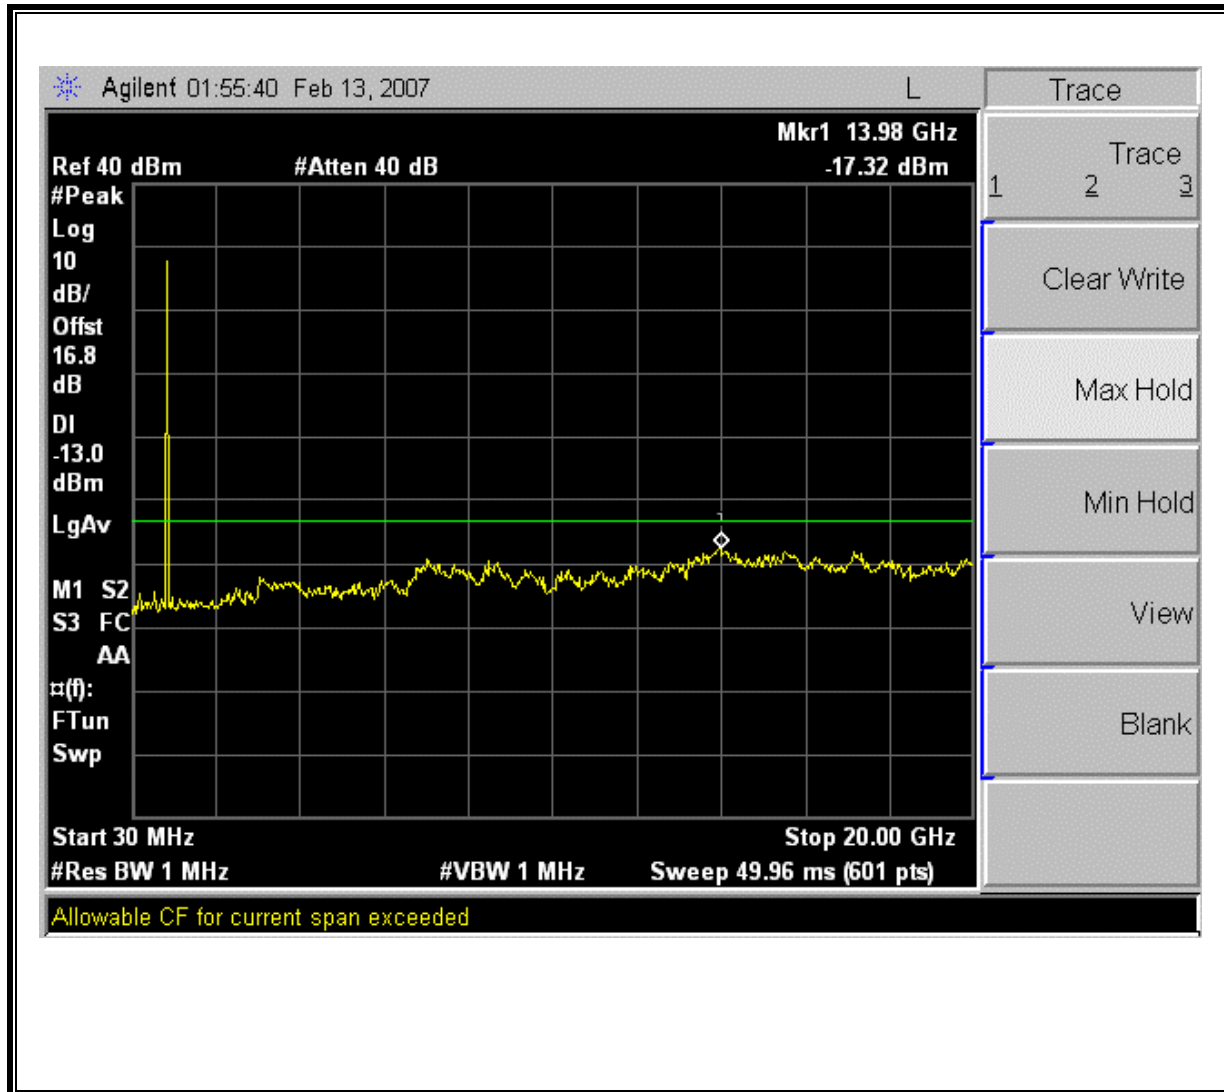 Agilent 01:55:40 Feb 13, 2007 L
Trace
Mkr1 13.98 GHz
Ref 40 dBm #Atten 40 dB -17.32 dBm
#Peak
Log
10
dB/
Offst
16.8
dB
DI
-13.0
dBm
LgAv
1
M1 S2
S3 FC
AA
¤(f):
FTun
Swp
Start 30 MHz Stop 20.00 GHz
#Res BW 1 MHz #VBW 1 MHz Sweep 49.96 ms (601 pts)
Allowable CF for current span exceeded
Trace
1 2 3
Clear Write
Max Hold
Min Hold
View
Blank